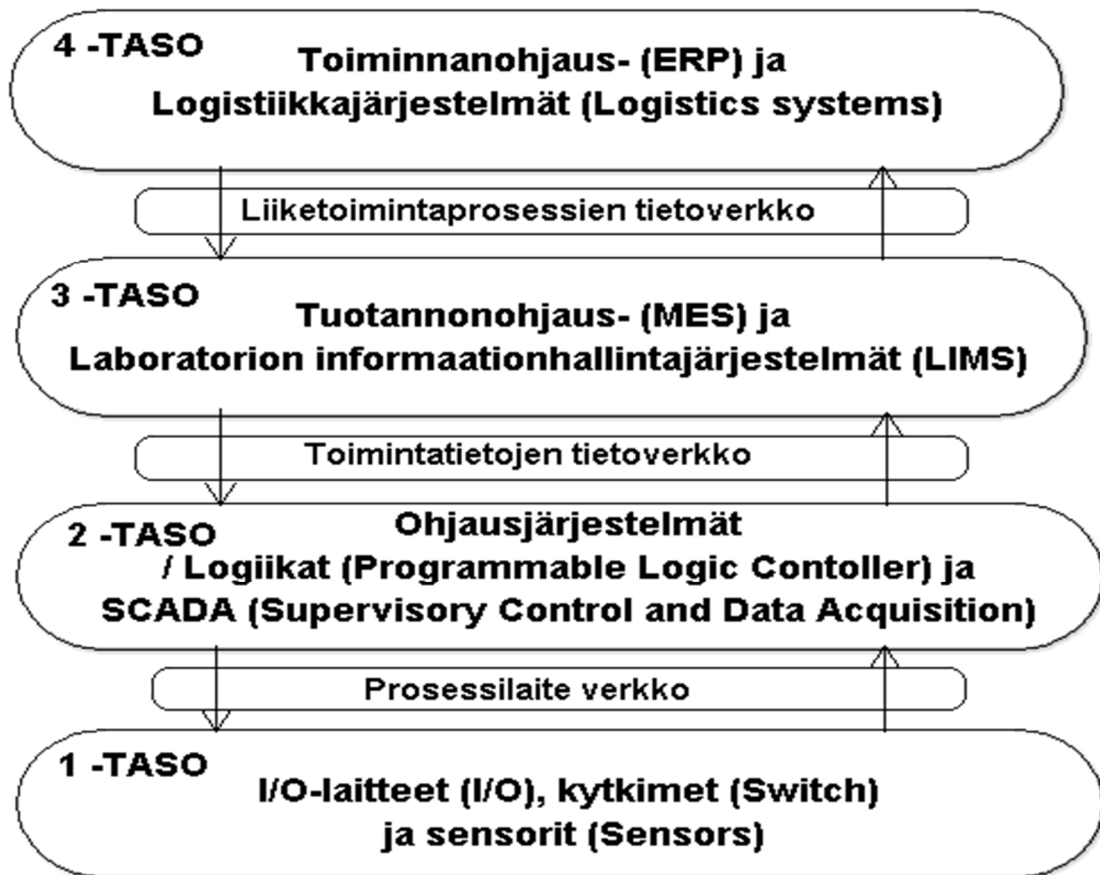 4 -TASO
Toiminnanohjaus- (ERP) ja
Logistiikkajärjestelmät (Logistics systems)
Liiketoimintaprosessien tietoverkko
3 -TASO
Tuotannonohjaus- (MES) ja
Laboratorion informaationhallintajärjestelmät (LIMS)
Toimintatietojen tietoverkko
2 -TASO
Ohjausjärjestelmät
/ Logiikat (Programmable Logic Contoller) ja
SCADA (Supervisory Control and Data Acquisition)
Prosessilaite verkko
1 -TASO
I/O-laitteet (I/O), kytkimet (Switch)
ja sensorit (Sensors)